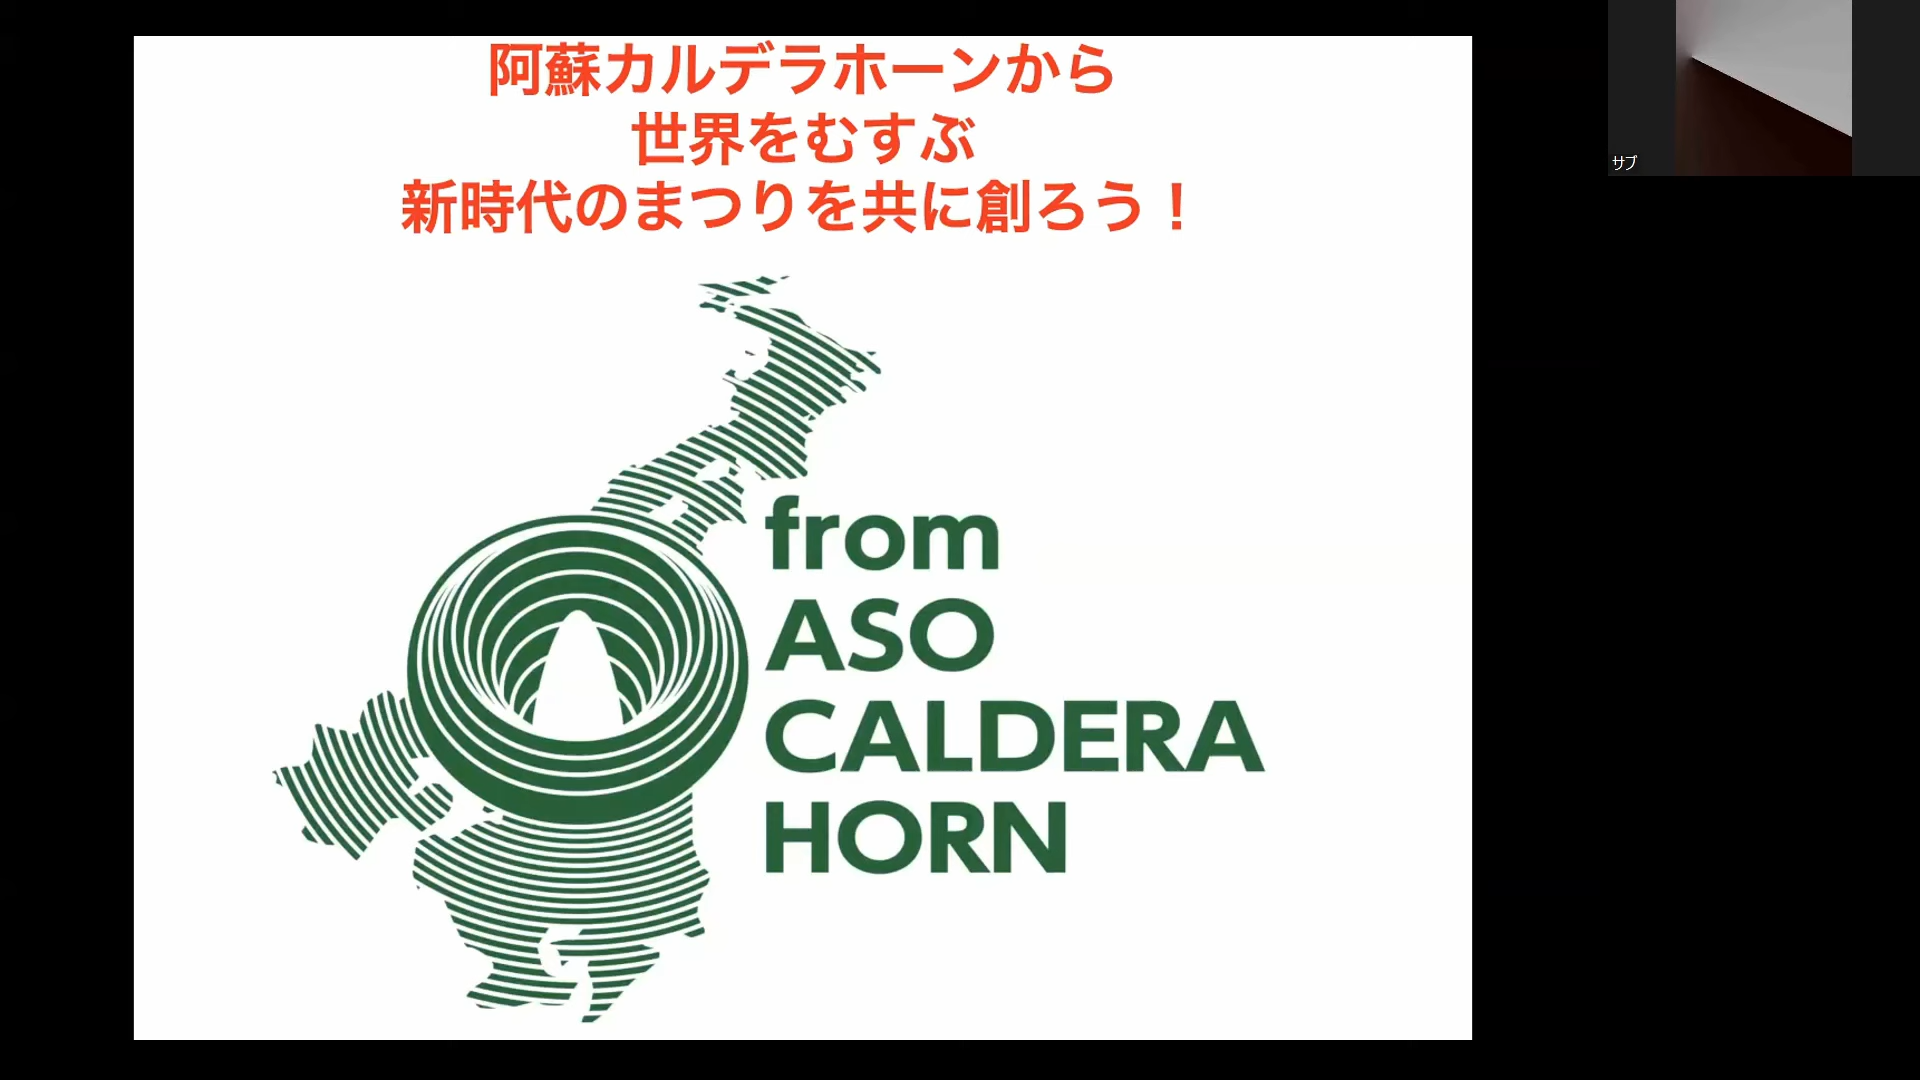 阿蘇カルデラホーンから
世界をむすぶ
新時代のまつりを共に創ろう！
from
ASO
CALDERA
HORN
サブ